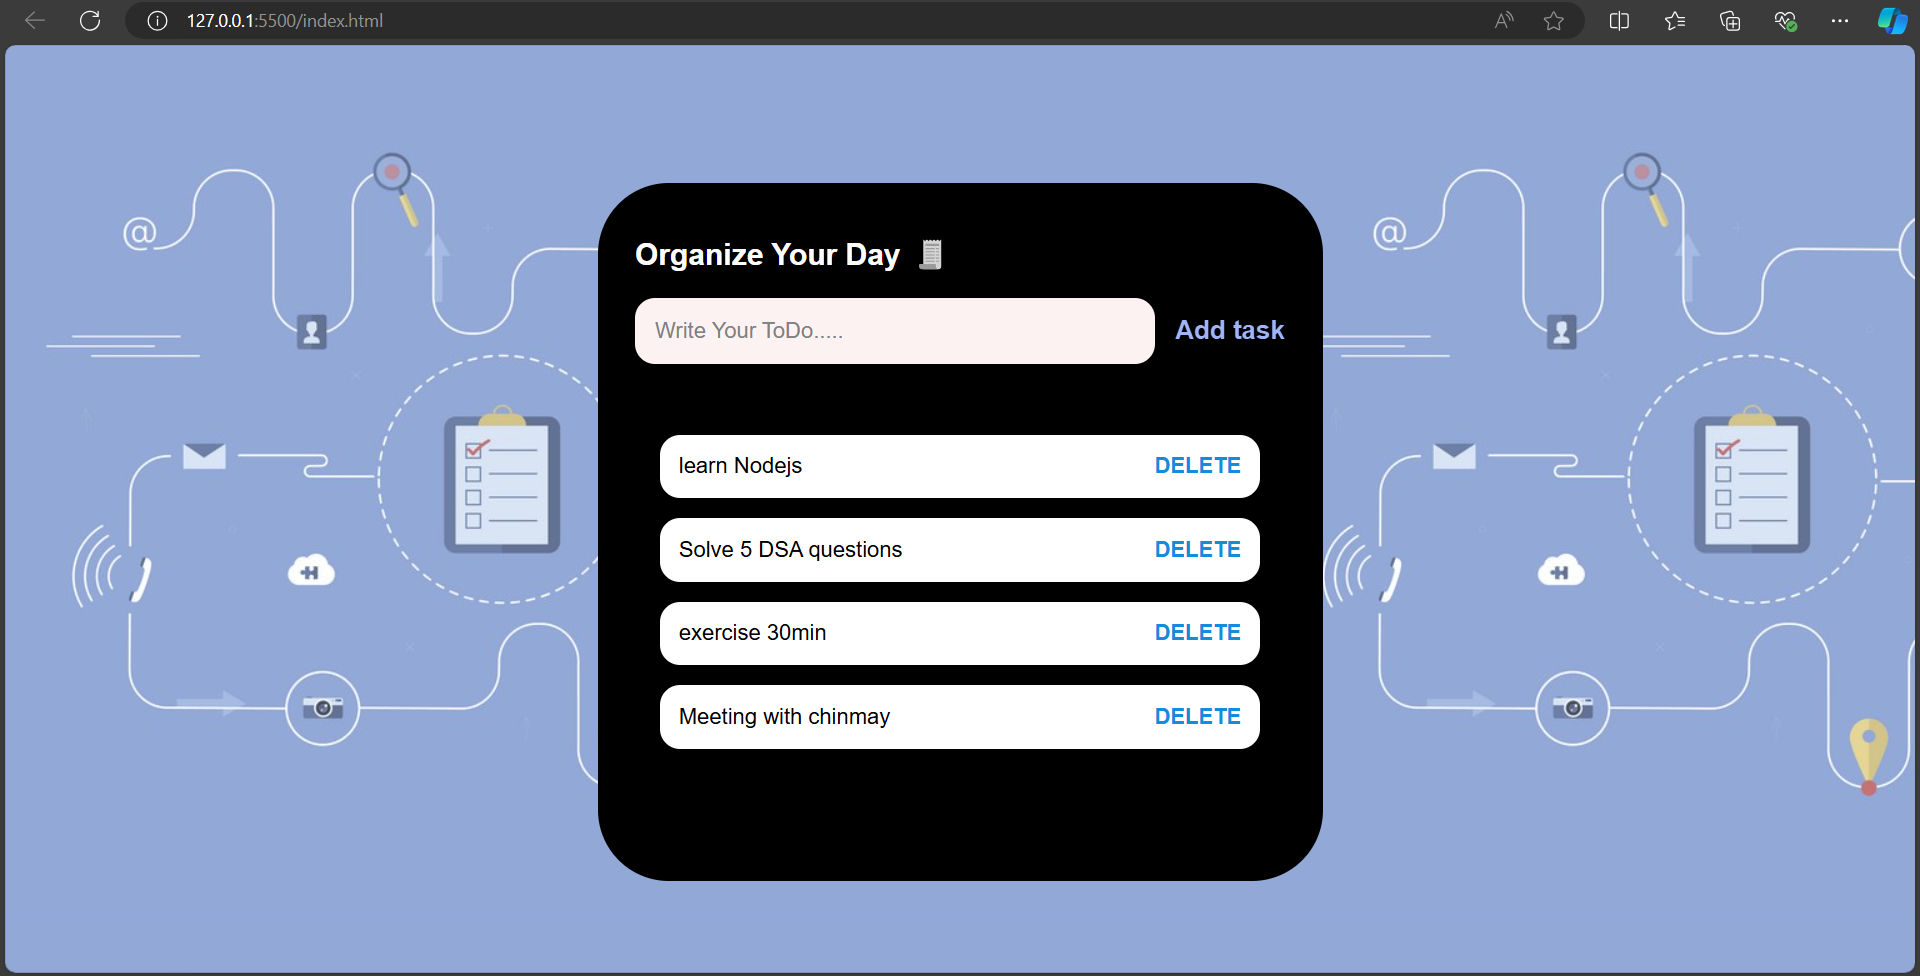 127.0.0.1:5500/index.html
@
@
Organize Your Day
Write Your ToDo.....
Add task
learn Nodejs
DELETE
Solve 5 DSA questions
DELETE
exercise 30min
DELETE
Meeting with chinmay
DELETE